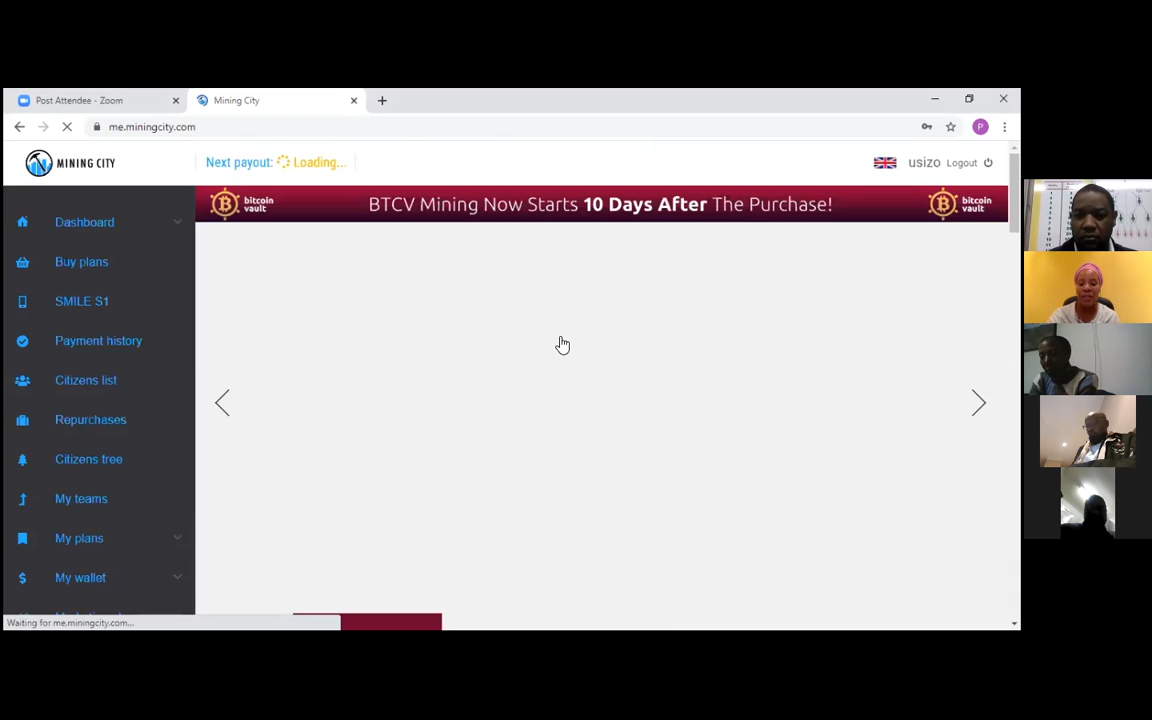 Post Attendee - Zoom
Mining City
me.miningcity.com
MINING CITY
Next payout: Loading...
usizo Logout
bitcoin vault
BTCV Mining Now Starts 10 Days After The Purchase!
bitcoin vault
Dashboard
Buy plans
SMILE S1
Payment history
Citizens list
Repurchases
Citizens tree
My teams
My plans
My wallet
Waiting for me.miningcity.com...
P